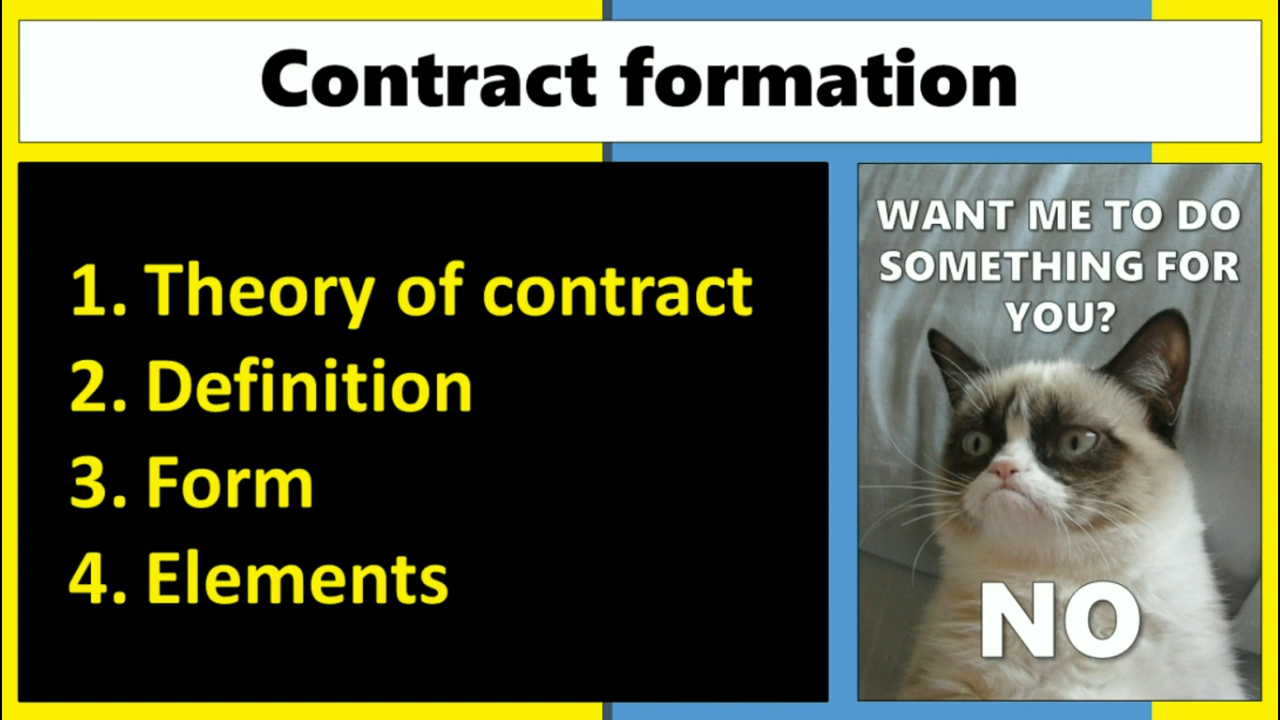 Contract formation
1. Theory of contract
2. Definition
3. Form
4. Elements
WANT ME TO DO
SOMETHING FOR
YOU?
NO